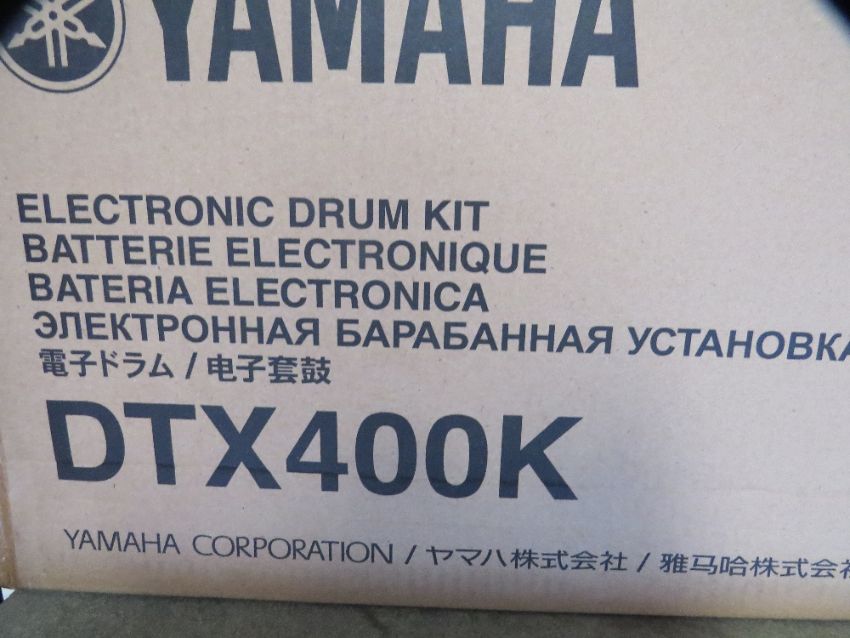 YAMAHA
ELECTRONIC DRUM KIT
BATTERIE ELECTRONIQUE
BATERIA ELECTRONICA
ЭЛЕКТРОННАЯ БАРАБАННАЯ УСТАНОВКА
電子ドラム / 电子套鼓
DTX400K
YAMAHA CORPORATION / ヤマハ株式会社 / 雅马哈株式会社